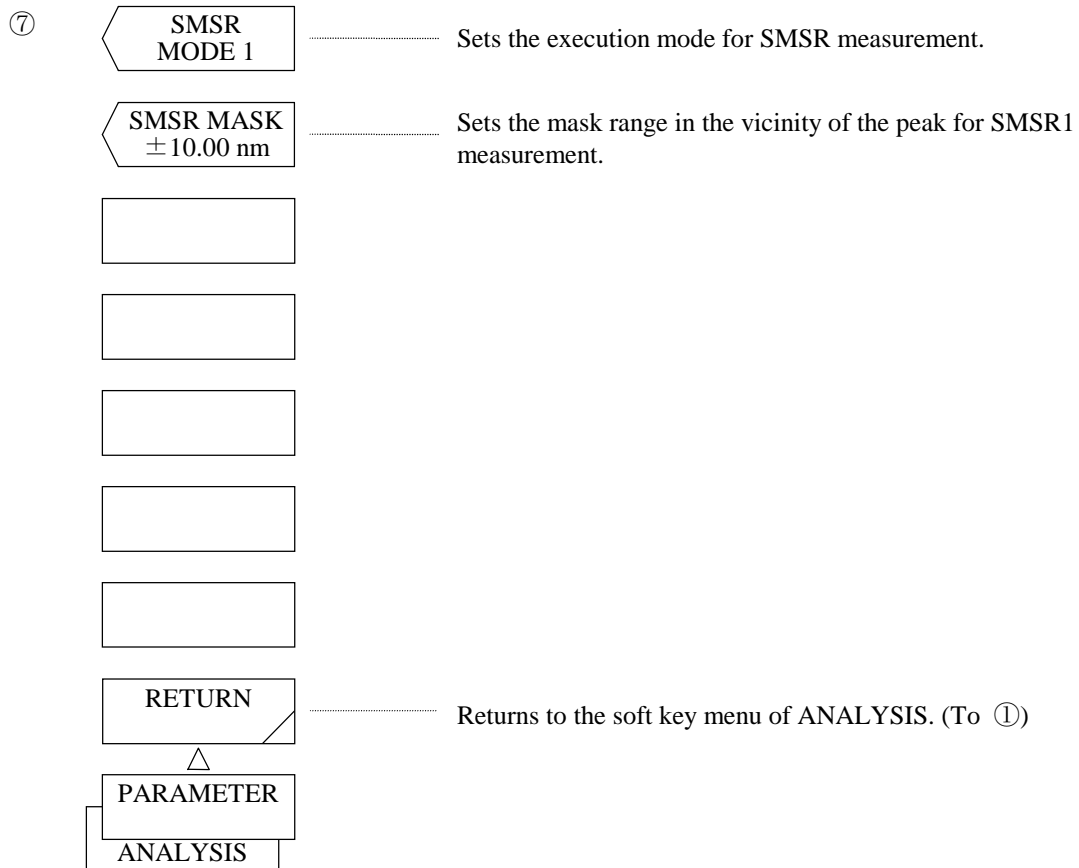 ⑦
SMSR
MODE 1
Sets the execution mode for SMSR measurement.
SMSR MASK
±10.00 nm
Sets the mask range in the vicinity of the peak for SMSR1
measurement.
RETURN
Returns to the soft key menu of ANALYSIS. (To ①)
PARAMETER
ANALYSIS